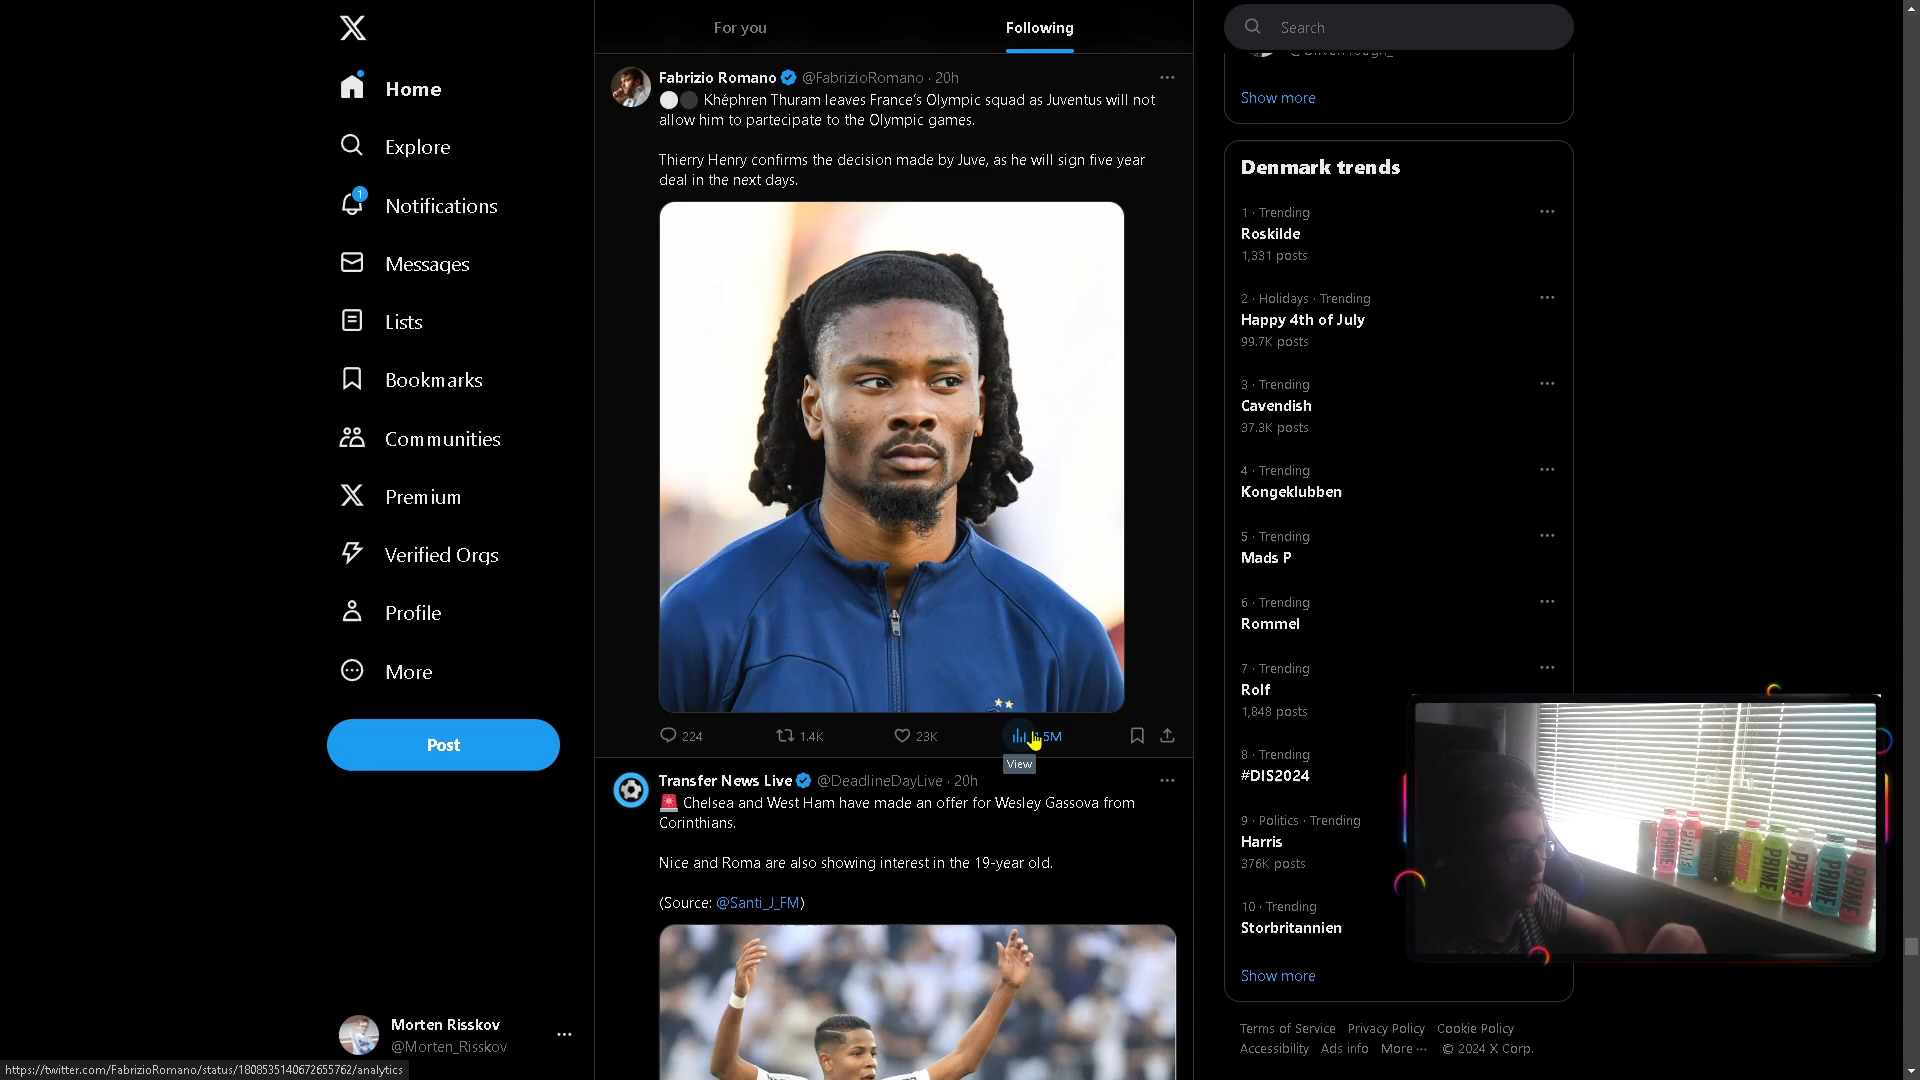 For you
Following
Search
Show more
Home
Explore
1
Notifications
Messages
Lists
Bookmarks
Communities
Premium
Verified Orgs
Profile
More
Post
Morten Risskov
@Morten_Risskov
Fabrizio Romano @FabrizioRomano · 20h
Khéphren Thuram leaves France's Olympic squad as Juventus will not
allow him to partecipate to the Olympic games.
Thierry Henry confirms the decision made by Juve, as he will sign five year
deal in the next days.
224
1.4K
23K
View
Transfer News Live @DeadlineDayLive · 20h
🚨 Chelsea and West Ham have made an offer for Wesley Gassova from
Corinthians.
Nice and Roma are also showing interest in the 19-year old.
(Source: @Santi_J_FM)
Denmark trends
1 · Trending
Roskilde
1,331 posts
2 · Holidays · Trending
Happy 4th of July
99.7K posts
3 · Trending
Cavendish
37.3K posts
4 · Trending
Kongeklubben
5 · Trending
Mads P
6 · Trending
Rommel
7 · Trending
Rolf
1,848 posts
8 · Trending
#DIS2024
9 · Politics · Trending
Harris
376K posts
10 · Trending
Storbritannien
Show more
PRIME
PRIME
PRIME
PRIME
PRIME
PRIME
PRIME
Terms of Service Privacy Policy Cookie Policy
Accessibility Ads info More ··· © 2024 X Corp.
https://twitter.com/FabrizioRomano/status/1808535140672655762/analytics